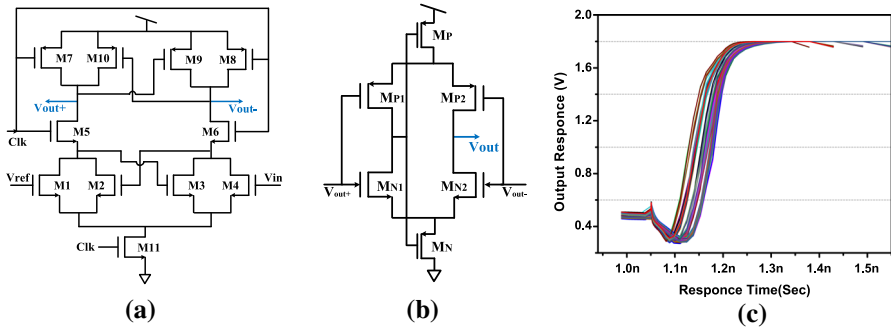 M7
M10
M9
M8
Vout+
Vout-
Clk
M5
M6
Vref
M1
M2
M3
M4
Vin
Clk
M11
(a)
MP
MP1
MP2
Vout
Vout+
MN1
MN2
Vout-
MN
(b)
Output Responce (V)
2.0
1.6
1.2
0.8
0.4
1.0n 1.1n 1.2n 1.3n 1.4n 1.5n
Responce Time(Sec)
(c)